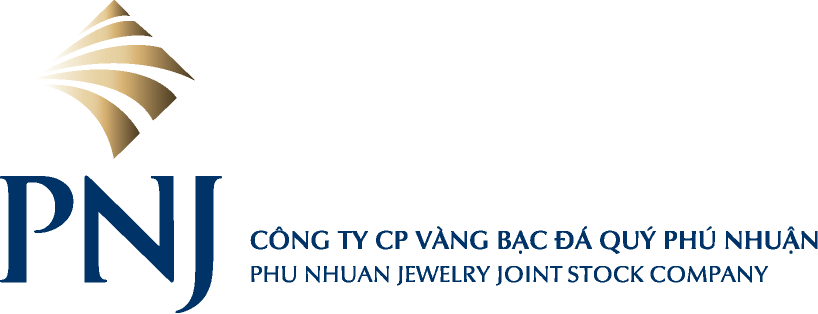 PNJ
CÔNG TY CP VÀNG BẠC ĐÁ QUÝ PHÚ NHUẬN
PHU NHUAN JEWELRY JOINT STOCK COMPANY